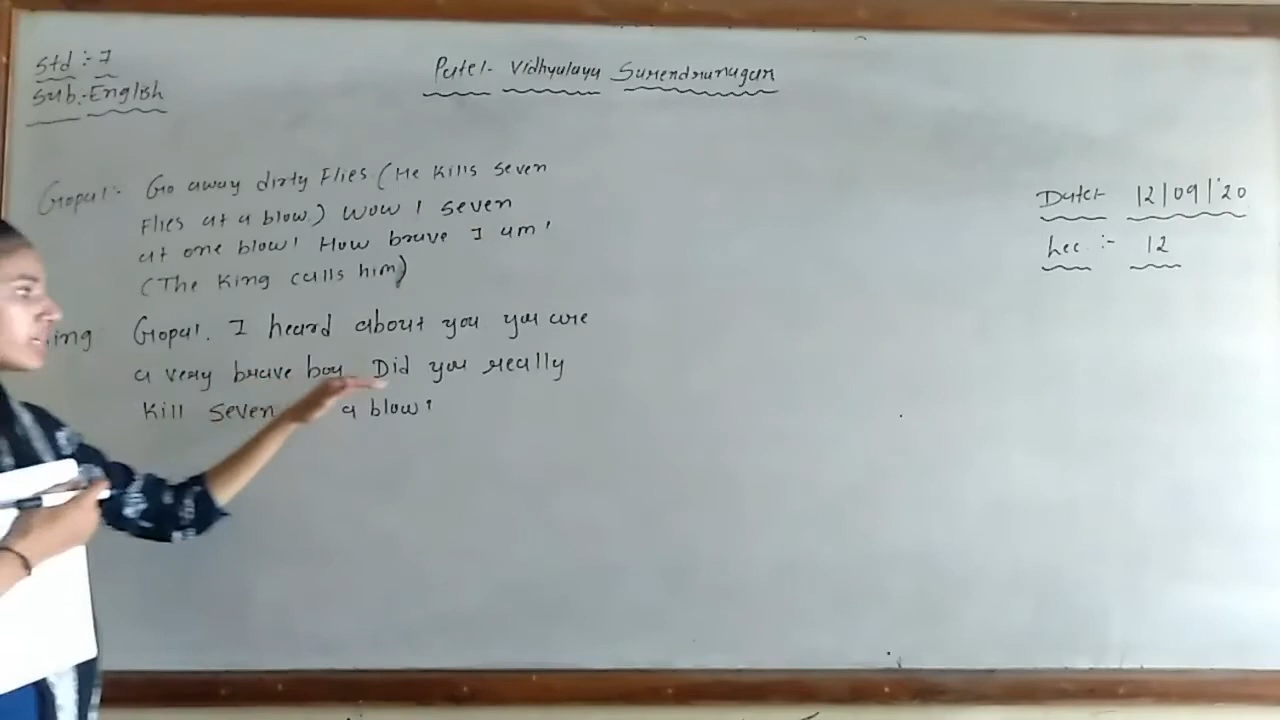 Std :- 7
Sub:- English
Patel Vidhyalaya Surendranagar
Date:- 12/09/'20
Lec :- 12
Gopal:- Go away dirty Flies (He kills seven
Flies at a blow.) Wow! seven
at one blow! How brave I am!
(The King calls him)
ing Gopal. I heard about you you are
a very brave boy Did you really
Kill seven a blow?